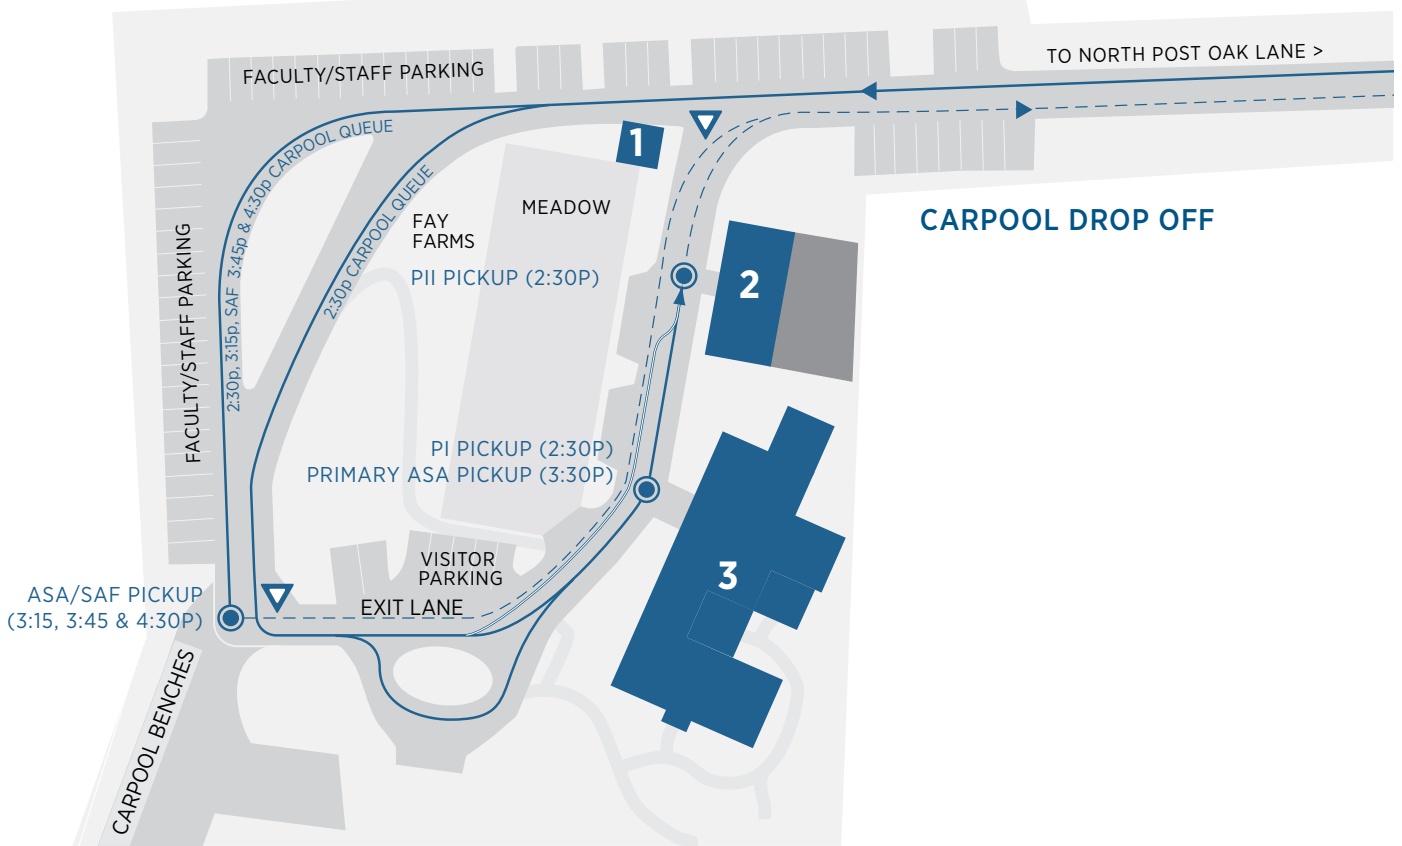 TO NORTH POST OAK LANE >
FACULTY/STAFF PARKING
2:30p, 3:15p, SAF 3:45p & 4:30p CARPOOL QUEUE
1
2:30p CARPOOL QUEUE
MEADOW
FAY
FARMS
CARPOOL DROP OFF
PII PICKUP (2:30P)
2
FACULTY/STAFF PARKING
PI PICKUP (2:30P)
PRIMARY ASA PICKUP (3:30P)
VISITOR
PARKING
3
EXIT LANE
ASA/SAF PICKUP
(3:15, 3:45 & 4:30P)
CARPOOL BENCHES